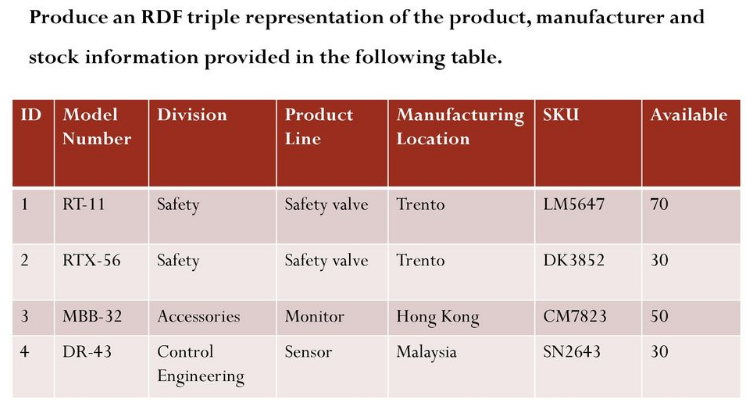 Produce an RDF triple representation of the product, manufacturer and
stock information provided in the following table.
ID Model Number Division Product Line Manufacturing Location SKU Available
1 RT-11 Safety Safety valve Trento LM5647 70
2 RTX-56 Safety Safety valve Trento DK3852 30
3 MBB-32 Accessories Monitor Hong Kong CM7823 50
4 DR-43 Control Engineering Sensor Malaysia SN2643 30